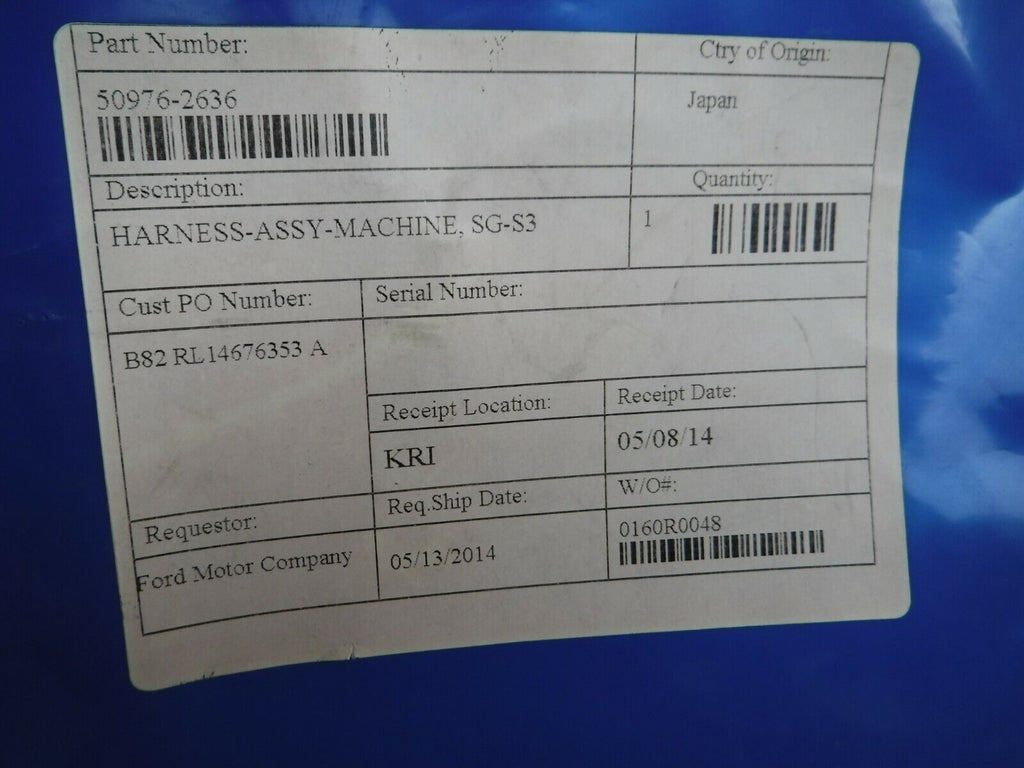 Part Number:
Ctry of Origin:
50976-2636
Japan
Description:
Quantity:
HARNESS-ASSY-MACHINE, SG-S3
1
Cust PO Number:
Serial Number:
B82 RL14676353 A
Receipt Location:
Receipt Date:
KRI
05/08/14
Requestor:
Req.Ship Date:
W/O#:
Ford Motor Company
05/13/2014
0160R0048